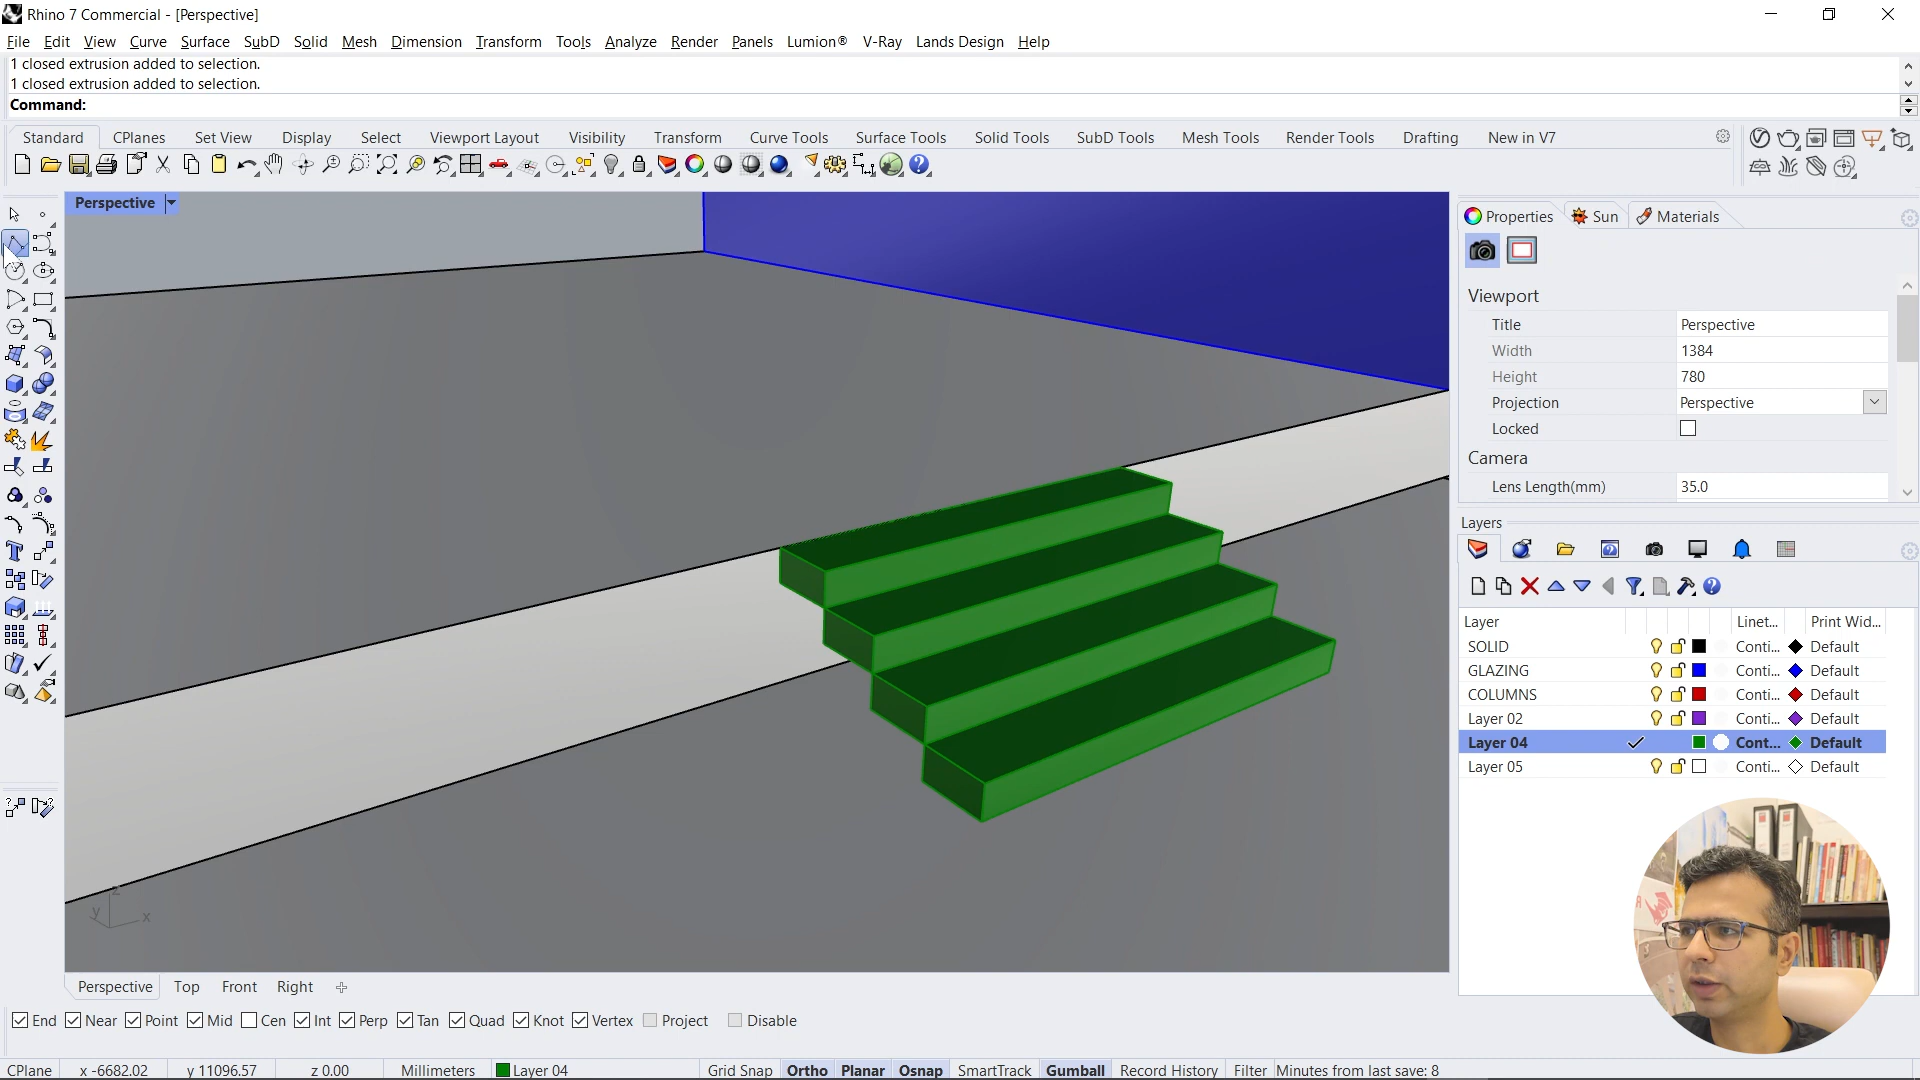 Rhino 7 Commercial - [Perspective]
File Edit View Curve Surface SubD Solid Mesh Dimension Transform Tools Analyze Render Panels Lumion® V-Ray Lands Design Help
1 closed extrusion added to selection.
1 closed extrusion added to selection.
Command:
Standard CPlanes Set View Display Select Viewport Layout Visibility Transform Curve Tools Surface Tools Solid Tools SubD Tools Mesh Tools Render Tools Drafting New in V7
Perspective
Properties Sun Materials
Viewport
Title Perspective
Width 1384
Height 780
Projection Perspective
Locked
Camera
Lens Length(mm) 35.0
Layers
Layer Linet... Print Wid...
SOLID Conti... Default
GLAZING Conti... Default
COLUMNS Conti... Default
Layer 02 Conti... Default
Layer 04 Cont... Default
Layer 05 Conti... Default
z
y x
Perspective Top Front Right
End Near Point Mid Cen Int Perp Tan Quad Knot Vertex Project Disable
CPlane x -6682.02 y 11096.57 z 0.00 Millimeters Layer 04 Grid Snap Ortho Planar Osnap SmartTrack Gumball Record History Filter Minutes from last save: 8